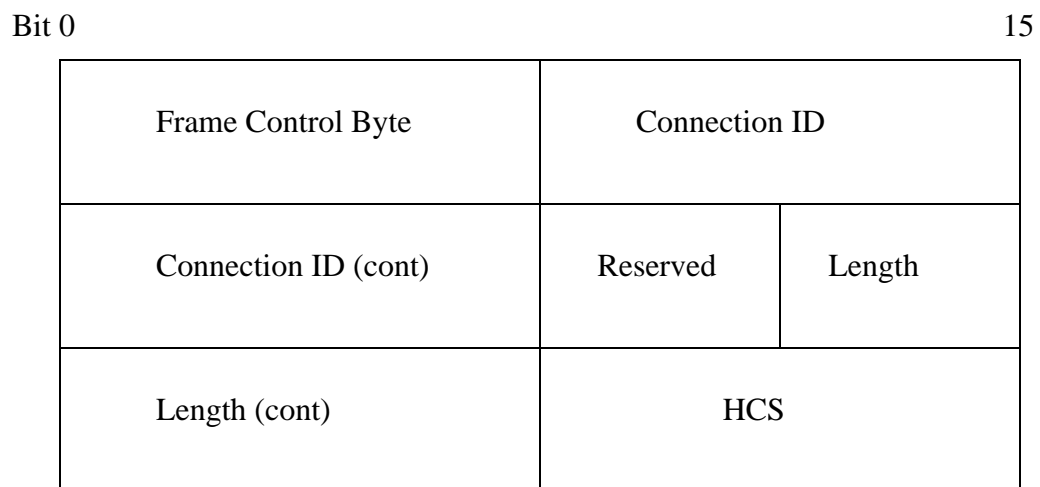 Bit 0 15
Frame Control Byte Connection ID
Connection ID (cont) Reserved Length
Length (cont) HCS